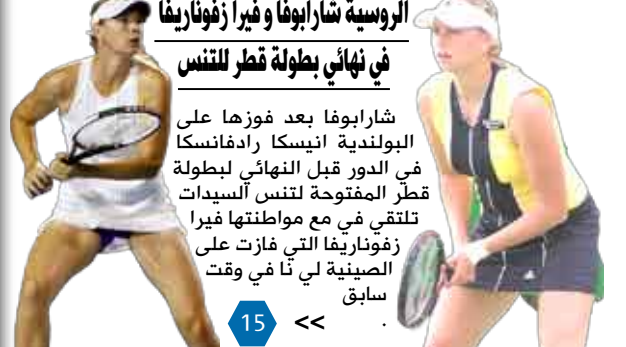 الروسية شارابوفا و فيرا زفوناريفا
في نهائي بطولة قطر للتنس
شارابوفا بعد فوزها على
البولندية انيسكا رادفانسكا
في الدور قبل النهائي لبطولة
قطر المفتوحة لتنس السيدات
تلتقي في مع مواطنتها فيرا
زفوناريفا التي فازت على
الصينية لي نا في وقت
سابق
.
15 <<